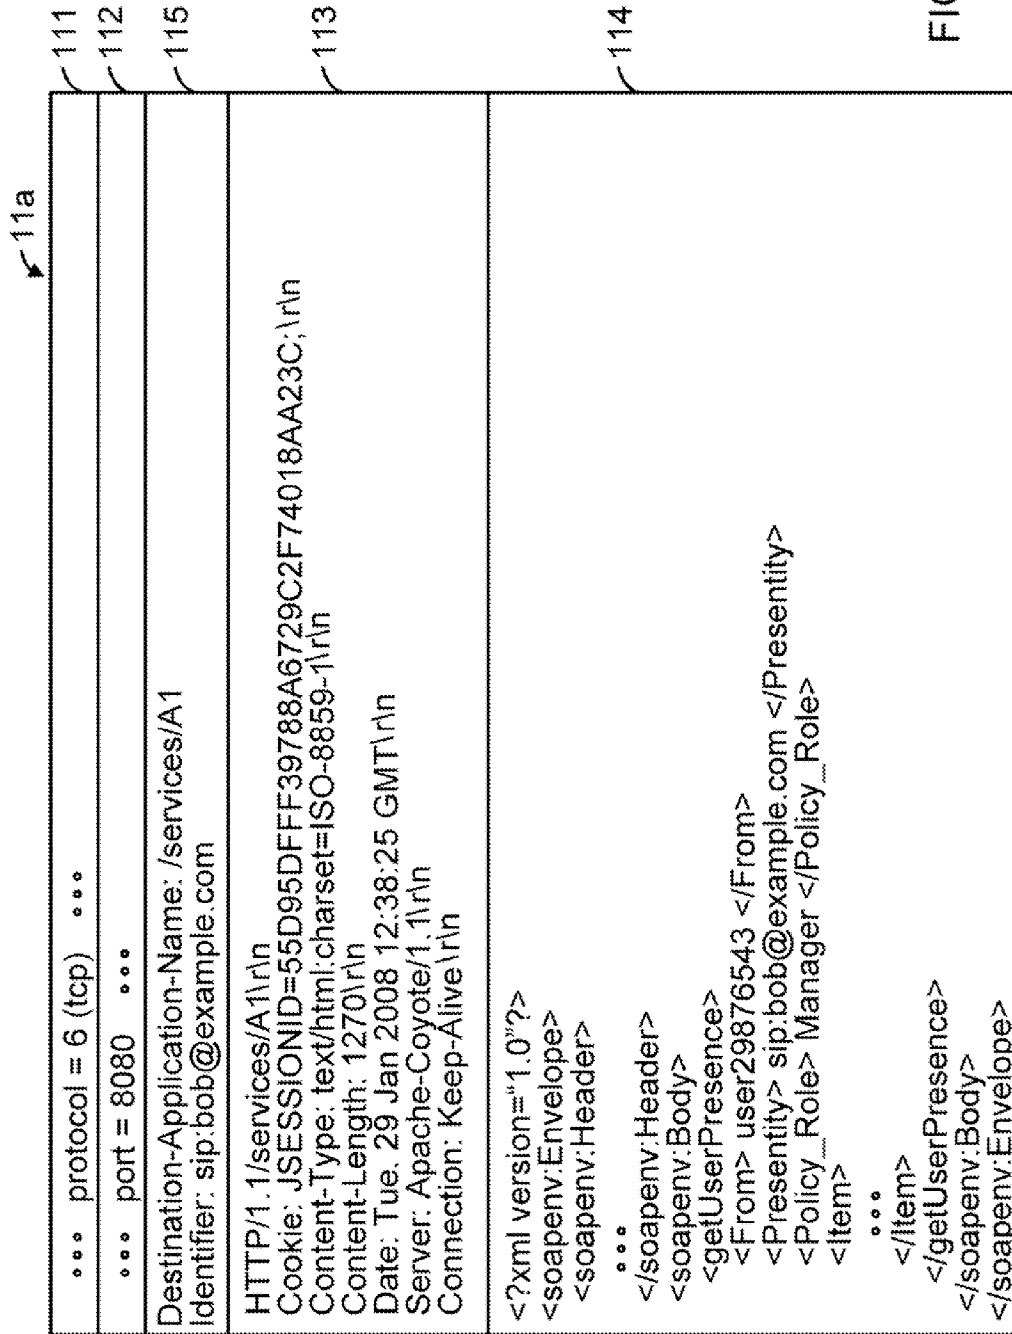 11a
∘∘∘ protocol = 6 (tcp) ∘∘∘ 111
∘∘∘ port = 8080 ∘∘∘ 112
Destination-Application-Name: /services/A1 115
Identifier: sip:bob@example.com
HTTP/1.1/services/A1\r\n 113
Cookie: JSESSIONID=55D95DFFF39788A6729C2F74018AA23C;\r\n
Content-Type: text/html:charset=ISO-8859-1\r\n
Content-Length: 1270\r\n
Date: Tue. 29 Jan 2008 12:38:25 GMT\r\n
Server: Apache-Coyote/1.1\r\n
Connection: Keep-Alive\r\n
<?xml version="1.0"?>
<soapenv:Envelope>
<soapenv:Header>
∘∘∘ 114
</soapenv:Header>
<soapenv:Body>
<getUserPresence>
<From> user29876543 </From>
<Presentity> sip:bob@example.com </Presentity>
<Policy_Role> Manager </Policy_Role>
<Item>
∘∘∘
</Item>
</getUserPresence>
</soapenv:Body>
</soapenv:Envelope>